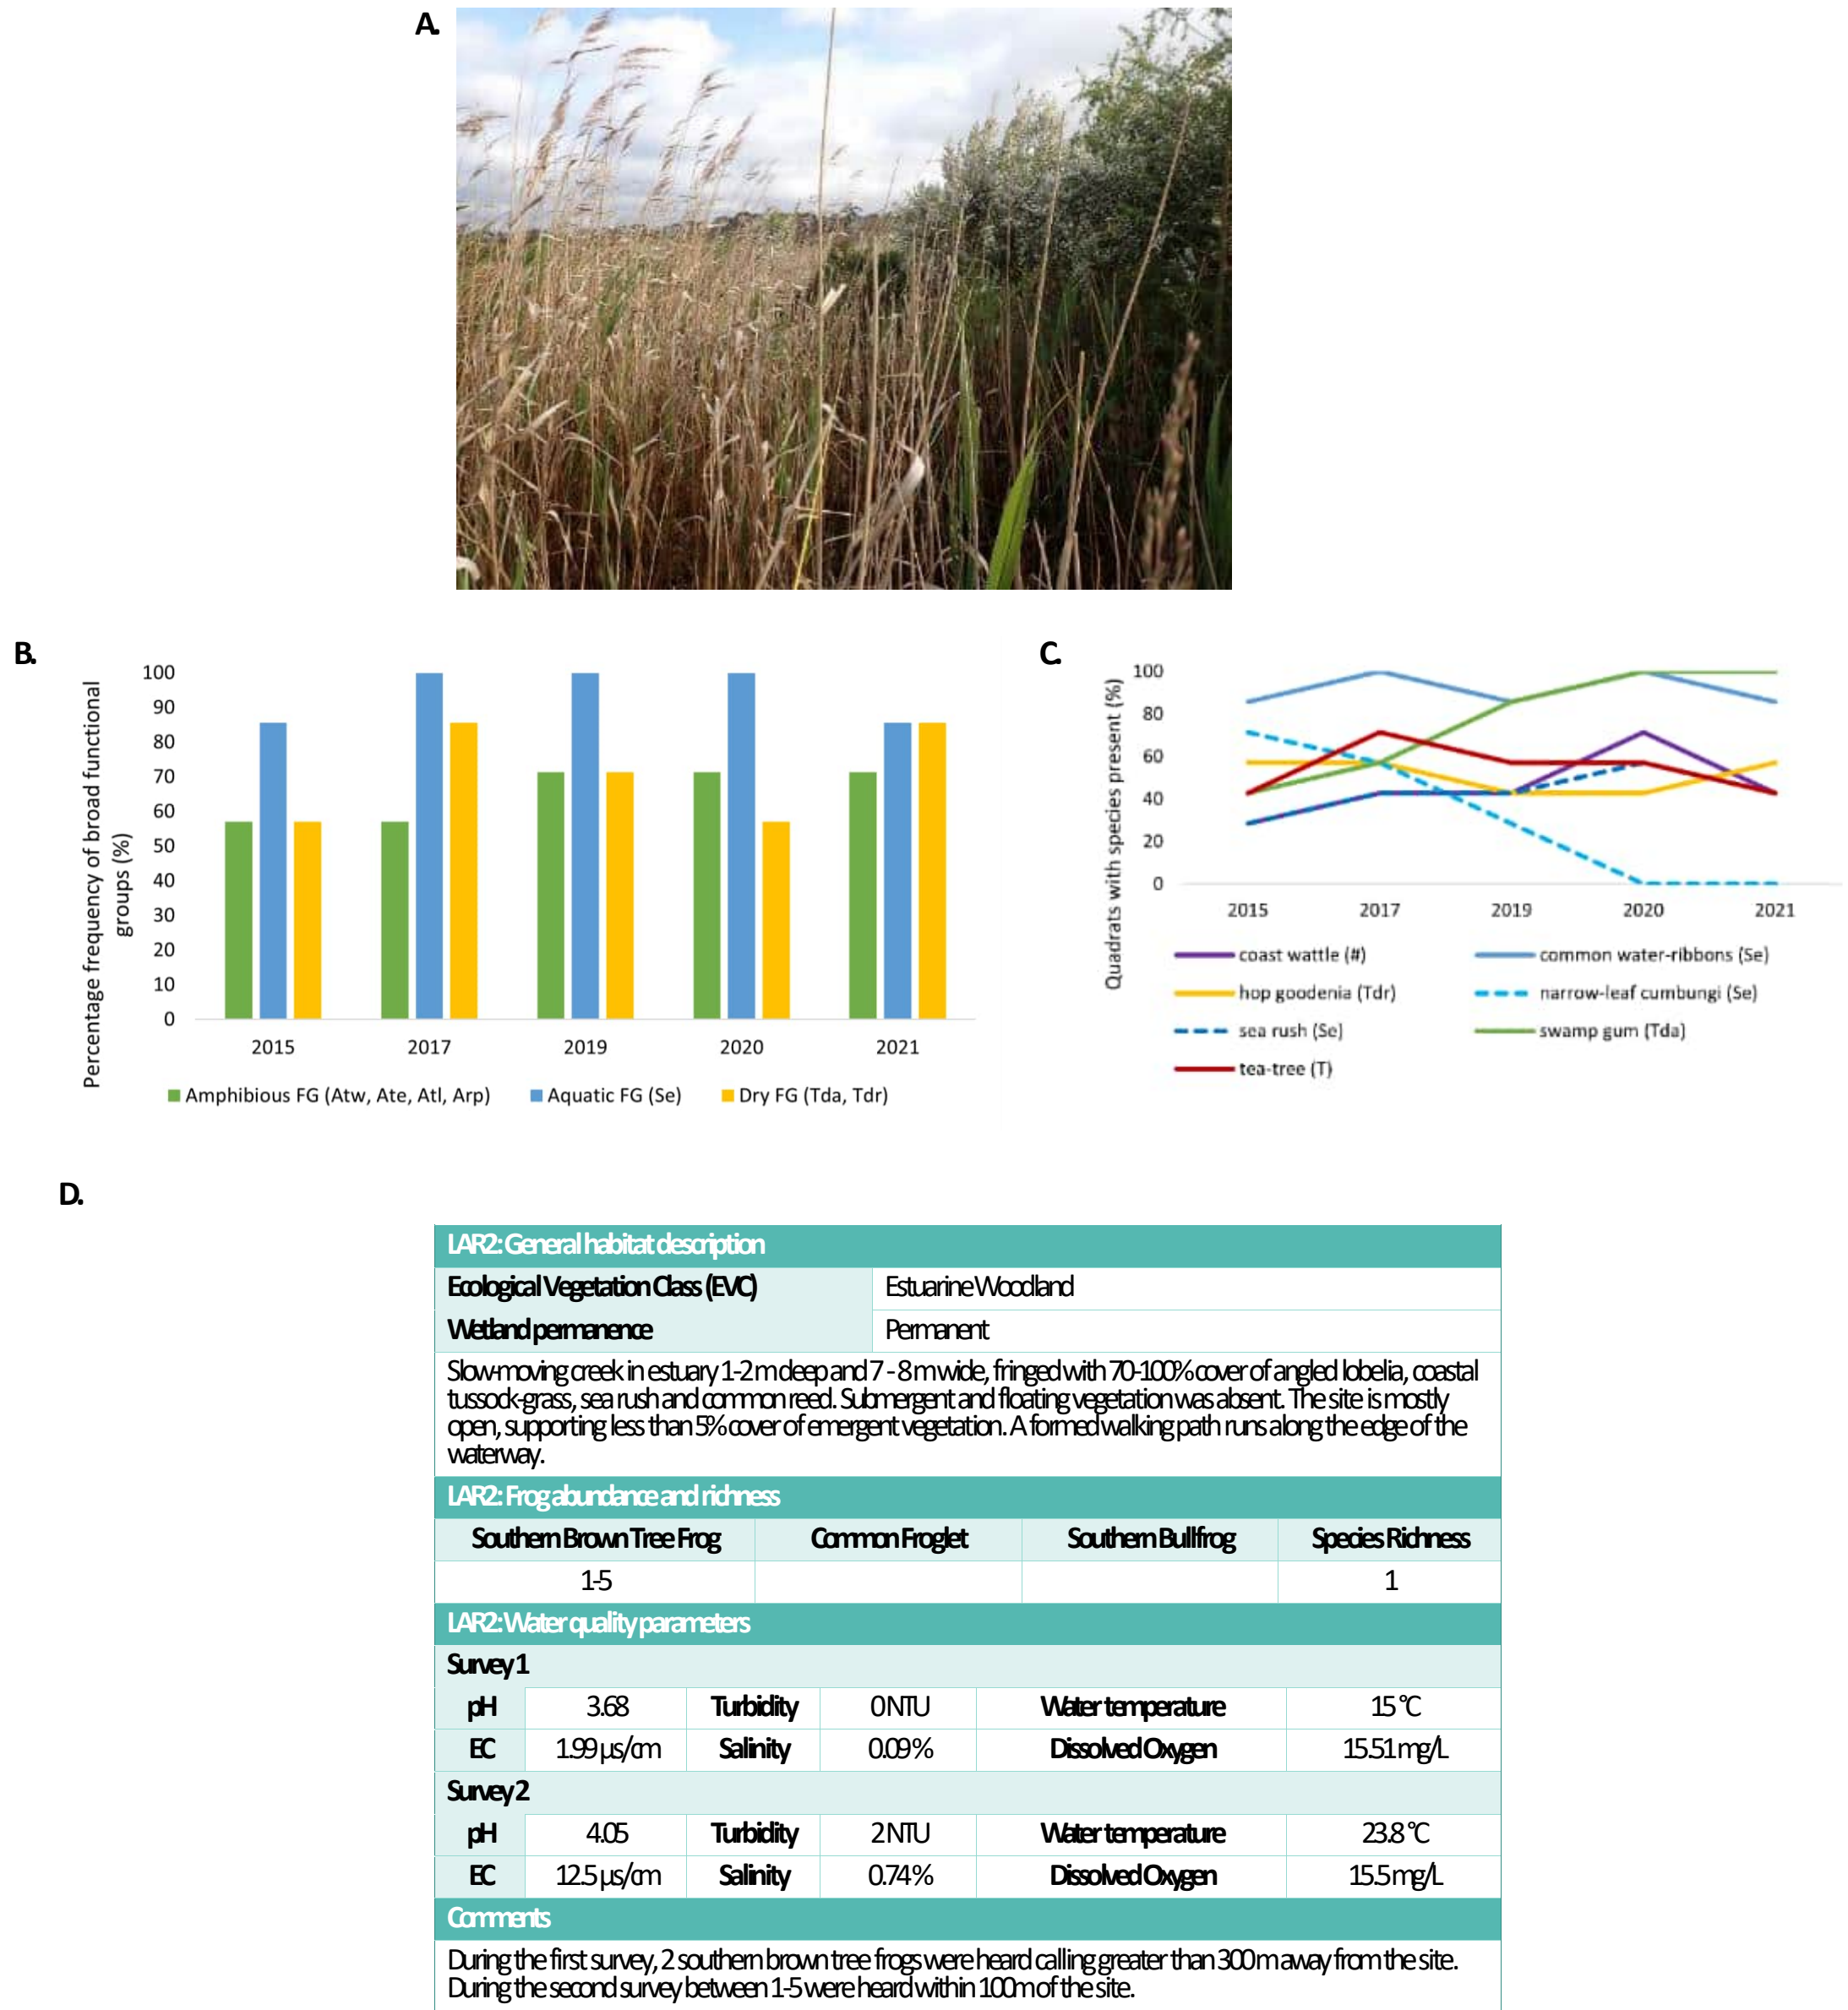 A.
B.
Percentage frequency of broad functional
groups (%)
100
90
80
70
60
50
40
30
20
10
0
2015 2017 2019 2020 2021
Amphibious FG (Atw, Ate, Atl, Arp) Aquatic FG (Se) Dry FG (Tda, Tdr)
C.
Quadrats with species present (%)
100
80
60
40
20
0
2015 2017 2019 2020 2021
coast wattle (#) common water-ribbons (Se)
hop goodenia (Tdr) narrow-leaf cumbungi (Se)
sea rush (Se) swamp gum (Tda)
tea-tree (T)
D.
LAR2: General habitat description
Ecological Vegetation Class (EVC) Estuarine Woodland
Wetland permanence Permanent
Slow-moving creek in estuary 1-2 m deep and 7 - 8 m wide, fringed with 70-100% cover of angled lobelia, coastal
tussock-grass, sea rush and common reed. Submergent and floating vegetation was absent. The site is mostly
open, supporting less than 5% cover of emergent vegetation. A formed walking path runs along the edge of the
waterway.
LAR2: Frog abundance and richness
Southern Brown Tree Frog Common Froglet Southern Bullfrog Species Richness
1-5 1
LAR2: Water quality parameters
Survey 1
pH 3.68 Turbidity 0 NTU Water temperature 15 °C
EC 1.99 µs/cm Salinity 0.09% Dissolved Oxygen 15.51 mg/L
Survey 2
pH 4.05 Turbidity 2 NTU Water temperature 23.8 °C
EC 12.5 µs/cm Salinity 0.74% Dissolved Oxygen 15.5 mg/L
Comments
During the first survey, 2 southern brown tree frogs were heard calling greater than 300m away from the site.
During the second survey between 1-5 were heard within 100m of the site.